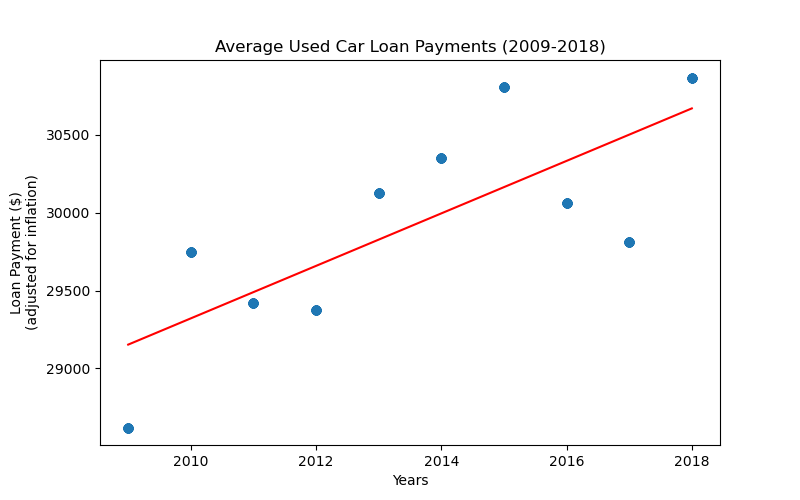 Average Used Car Loan Payments (2009-2018)
Loan Payment ($)
(adjusted for inflation)
30500
30000
29500
29000
2010 2012 2014 2016 2018
Years